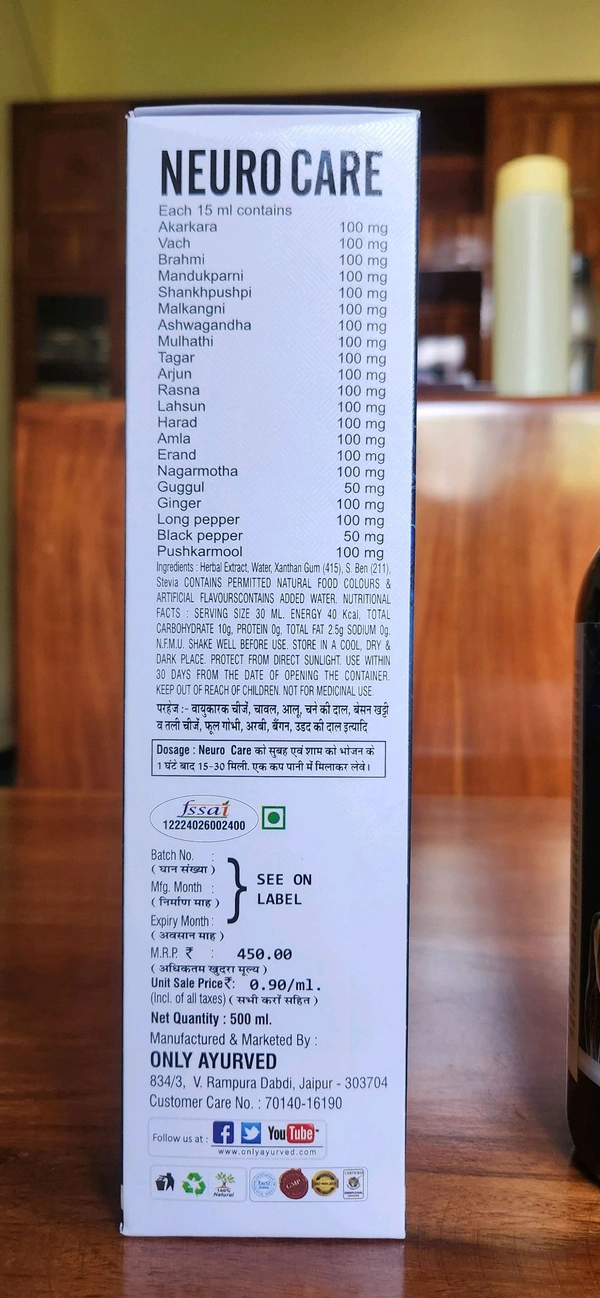 NEURO CARE
Each 15 ml contains
Akarkara 100 mg
Vach 100 mg
Brahmi 100 mg
Mandukparni 100 mg
Shankhpushpi 100 mg
Malkangni 100 mg
Ashwagandha 100 mg
Mulhathi 100 mg
Tagar 100 mg
Arjun 100 mg
Rasna 100 mg
Lahsun 100 mg
Harad 100 mg
Amla 100 mg
Erand 100 mg
Nagarmotha 100 mg
Guggul 50 mg
Ginger 100 mg
Long pepper 100 mg
Black pepper 50 mg
Pushkarmool 100 mg
Ingredients : Herbal Extract, Water, Xanthan Gum (415), S. Ben (211),
Stevia CONTAINS PERMITTED NATURAL FOOD COLOURS &
ARTIFICIAL FLAVOURSCONTAINS ADDED WATER. NUTRITIONAL
FACTS : SERVING SIZE 30 ML. ENERGY 40 Kcal, TOTAL
CARBOHYDRATE 10g, PROTEIN 0g, TOTAL FAT 2.5g SODIUM 0g.
N.F.M.U. SHAKE WELL BEFORE USE. STORE IN A COOL, DRY &
DARK PLACE. PROTECT FROM DIRECT SUNLIGHT. USE WITHIN
30 DAYS FROM THE DATE OF OPENING THE CONTAINER.
KEEP OUT OF REACH OF CHILDREN. NOT FOR MEDICINAL USE.
परहेज :- वायुकारक चीजें, चावल, आलू, चने की दाल, बेसन खट्टी
व तली चीजें, फूल गोभी, अरबी, बैंगन, उडद की दाल इत्यादि
Dosage : Neuro Care को सुबह एवं शाम को भोजन के
1 घंटे बाद 15-30 मिली. एक कप पानी में मिलाकर लेवें।
fssai
12224026002400
Batch No. :
( घान संख्या )
Mfg. Month :
( निर्माण माह )
Expiry Month :
( अवसान माह )
SEE ON
LABEL
M.R.P. ₹ : 450.00
( अधिकतम खुदरा मूल्य )
Unit Sale Price₹: 0.90/ml.
(Incl. of all taxes) ( सभी करों सहित )
Net Quantity : 500 ml.
Manufactured & Marketed By :
ONLY AYURVED
834/3, V. Rampura Dabdi, Jaipur - 303704
Customer Care No. : 70140-16190
Follow us at : YouTube
www.onlyayurved.com
100%
Natural
GMP